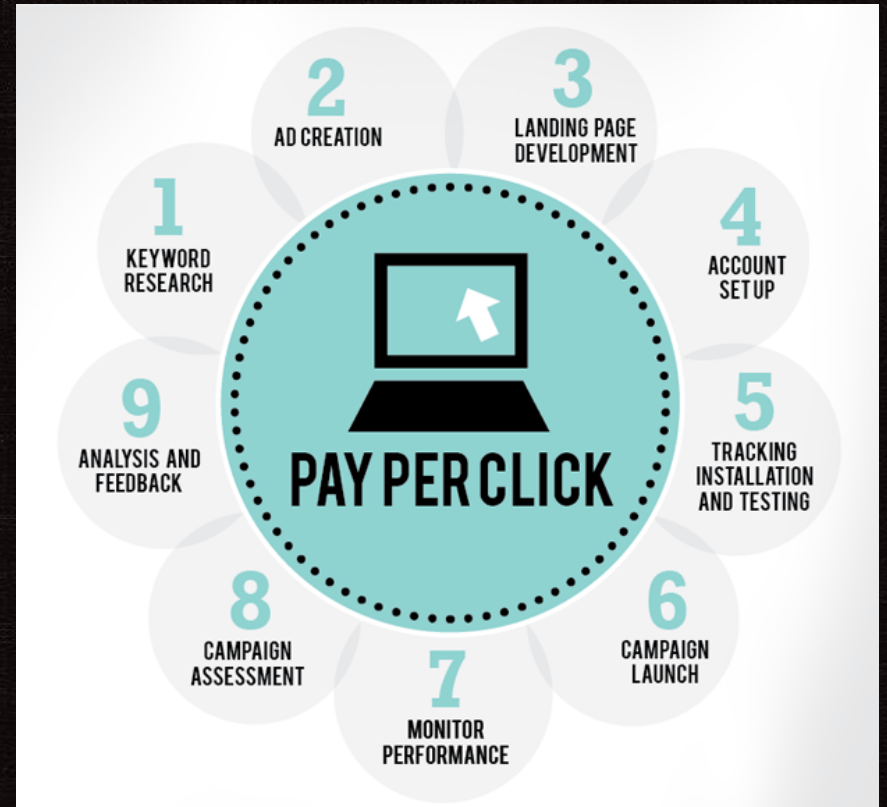 1
KEYWORD
RESEARCH
2
AD CREATION
3
LANDING PAGE
DEVELOPMENT
4
ACCOUNT
SET UP
5
TRACKING
INSTALLATION
AND TESTING
6
CAMPAIGN
LAUNCH
7
MONITOR
PERFORMANCE
8
CAMPAIGN
ASSESSMENT
9
ANALYSIS AND
FEEDBACK
PAY PER CLICK